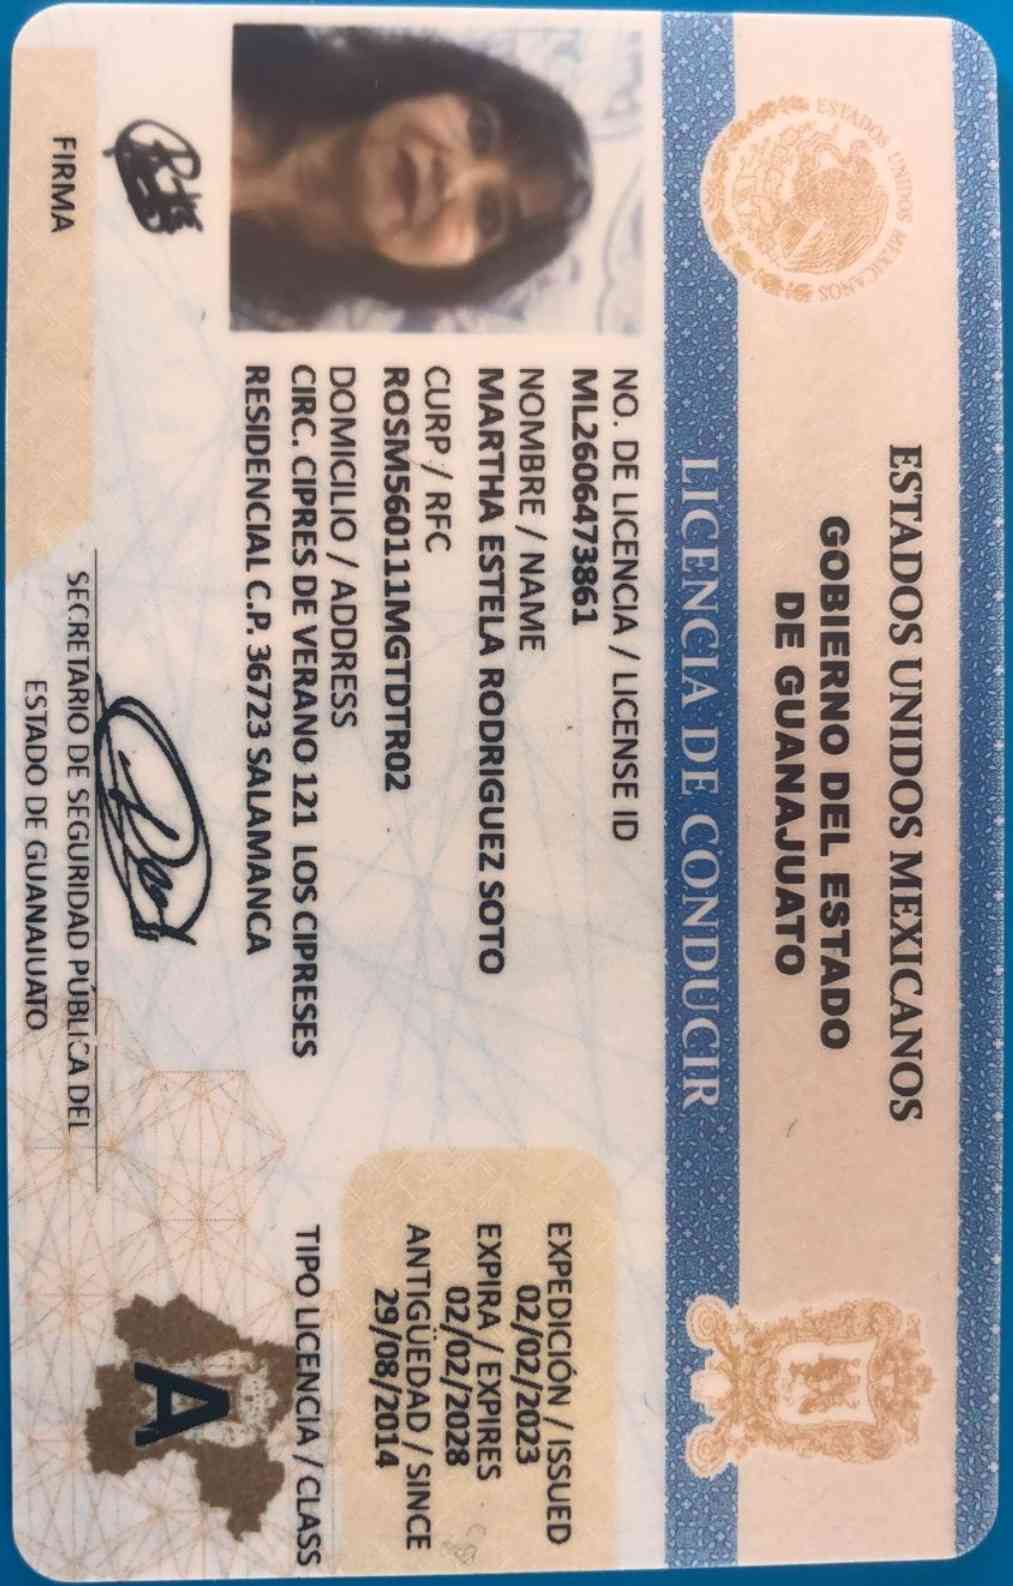 ESTADOS UNIDOS MEXICANOS
ESTADOS UNIDOS MEXICANOS
GOBIERNO DEL ESTADO
DE GUANAJUATO
LICENCIA DE CONDUCIR
NO. DE LICENCIA / LICENSE ID
ML2606473861
NOMBRE / NAME
MARTHA ESTELA RODRIGUEZ SOTO
CURP / RFC
ROSM560111MGTDTR02
DOMICILIO / ADDRESS
CIRC. CIPRES DE VERANO 121 LOS CIPRESES
RESIDENCIAL C.P. 36723 SALAMANCA
EXPEDICIÓN / ISSUED
02/02/2023
EXPIRA / EXPIRES
02/02/2028
ANTIGÜEDAD / SINCE
29/08/2014
TIPO LICENCIA / CLASS
A
FIRMA
SECRETARIO DE SEGURIDAD PÚBLICA DEL
ESTADO DE GUANAJUATO